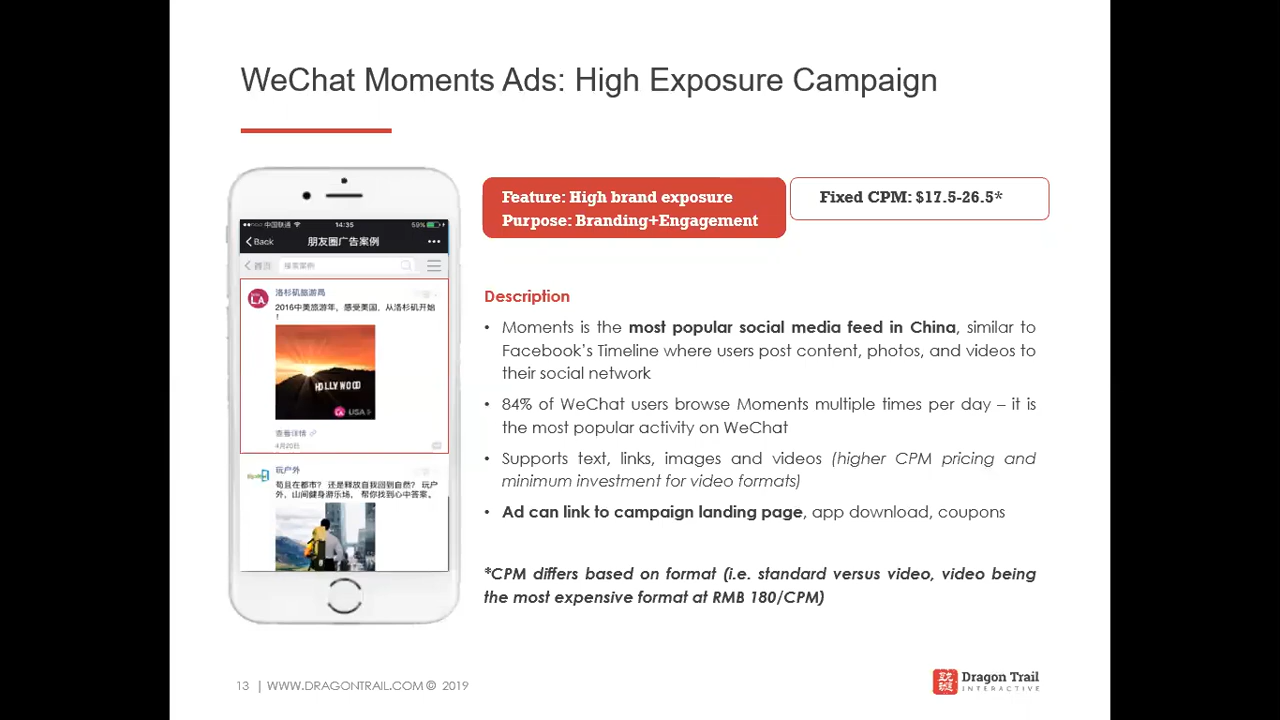 WeChat Moments Ads: High Exposure Campaign
Feature: High brand exposure
Purpose: Branding+Engagement
Fixed CPM: $17.5-26.5*
中国联通 14:35 59%
Back 朋友圈广告案例
首页 搜索案例
LA 洛杉矶旅游局
2016中美旅游年，感受美国，从洛杉矶开始
！
HOLLYWOOD
USA
查看详情
4月20日
玩户外
苟且在都市？ 还是释放自我回到自然？ 玩户
外，山间健身游乐场， 帮你找到心中答案。
Description
• Moments is the most popular social media feed in China, similar to
Facebook's Timeline where users post content, photos, and videos to
their social network
• 84% of WeChat users browse Moments multiple times per day – it is
the most popular activity on WeChat
• Supports text, links, images and videos (higher CPM pricing and
minimum investment for video formats)
• Ad can link to campaign landing page, app download, coupons
*CPM differs based on format (i.e. standard versus video, video being
the most expensive format at RMB 180/CPM)
13 | WWW.DRAGONTRAIL.COM © 2019
Dragon Trail
INTERACTIVE